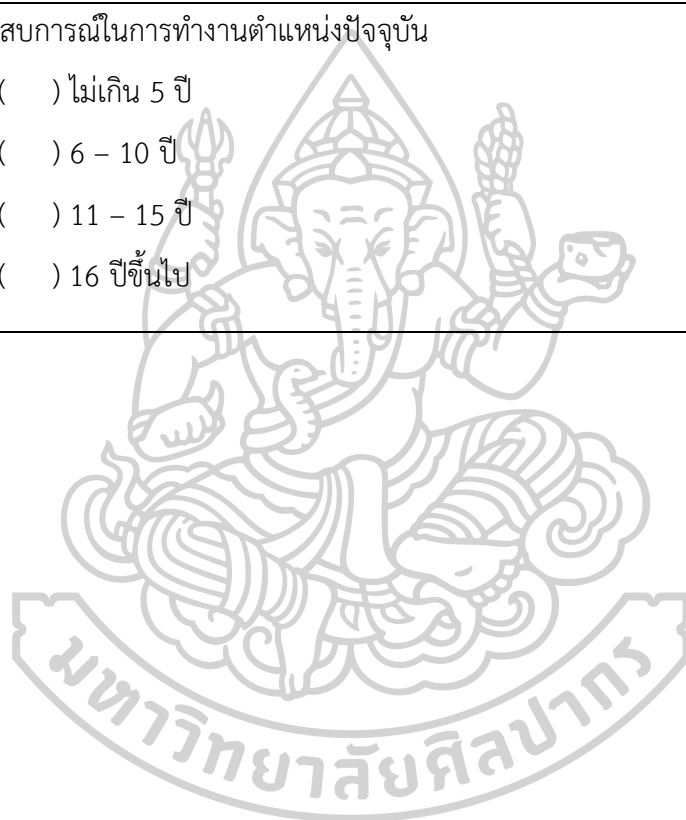 สบการณ์ในการทำงานตำแหน่งปัจจุบัน
( ) ไม่เกิน 5 ปี
( ) 6 – 10 ปี
( ) 11 – 15 ปี
( ) 16 ปีขึ้นไป
มหาวิทยาลัยศิลปากร